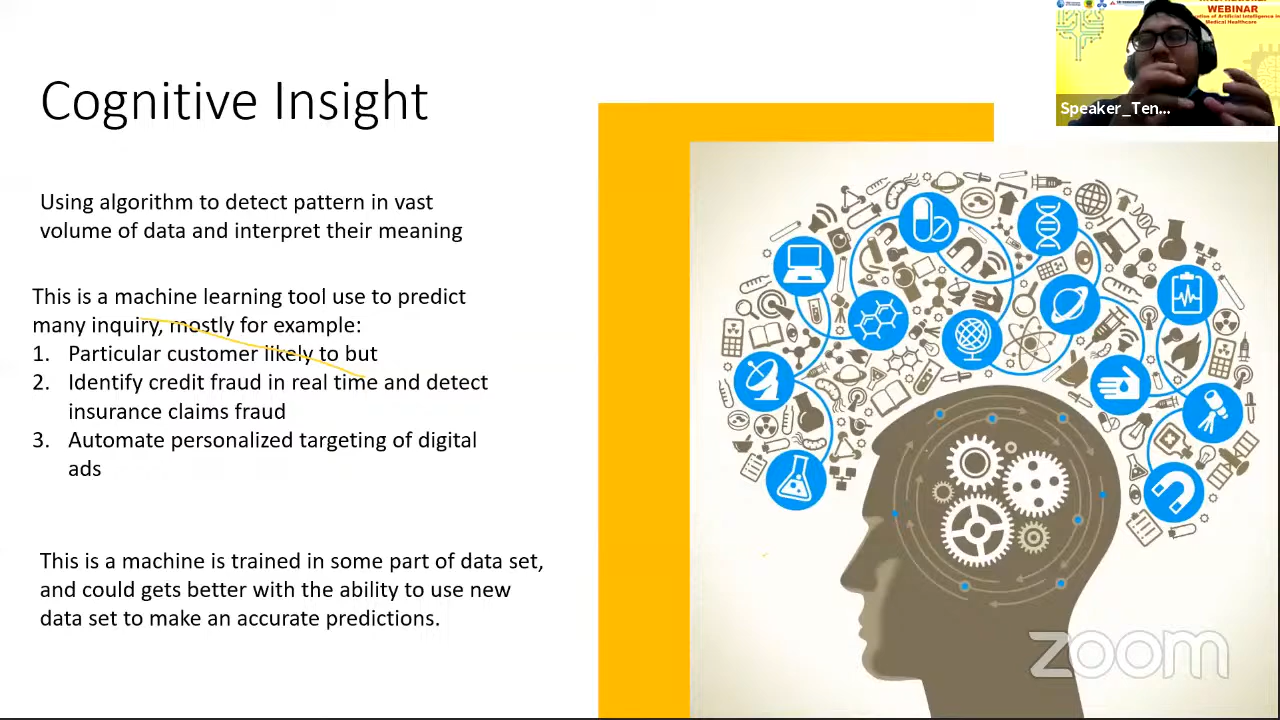 Cognitive Insight
Using algorithm to detect pattern in vast
volume of data and interpret their meaning
This is a machine learning tool use to predict
many inquiry, mostly for example:
1. Particular customer likely to but
2. Identify credit fraud in real time and detect
insurance claims fraud
3. Automate personalized targeting of digital
ads
This is a machine is trained in some part of data set,
and could gets better with the ability to use new
data set to make an accurate predictions.
WEBINAR
Medical Healthcare
Speaker_Ten...
zoom